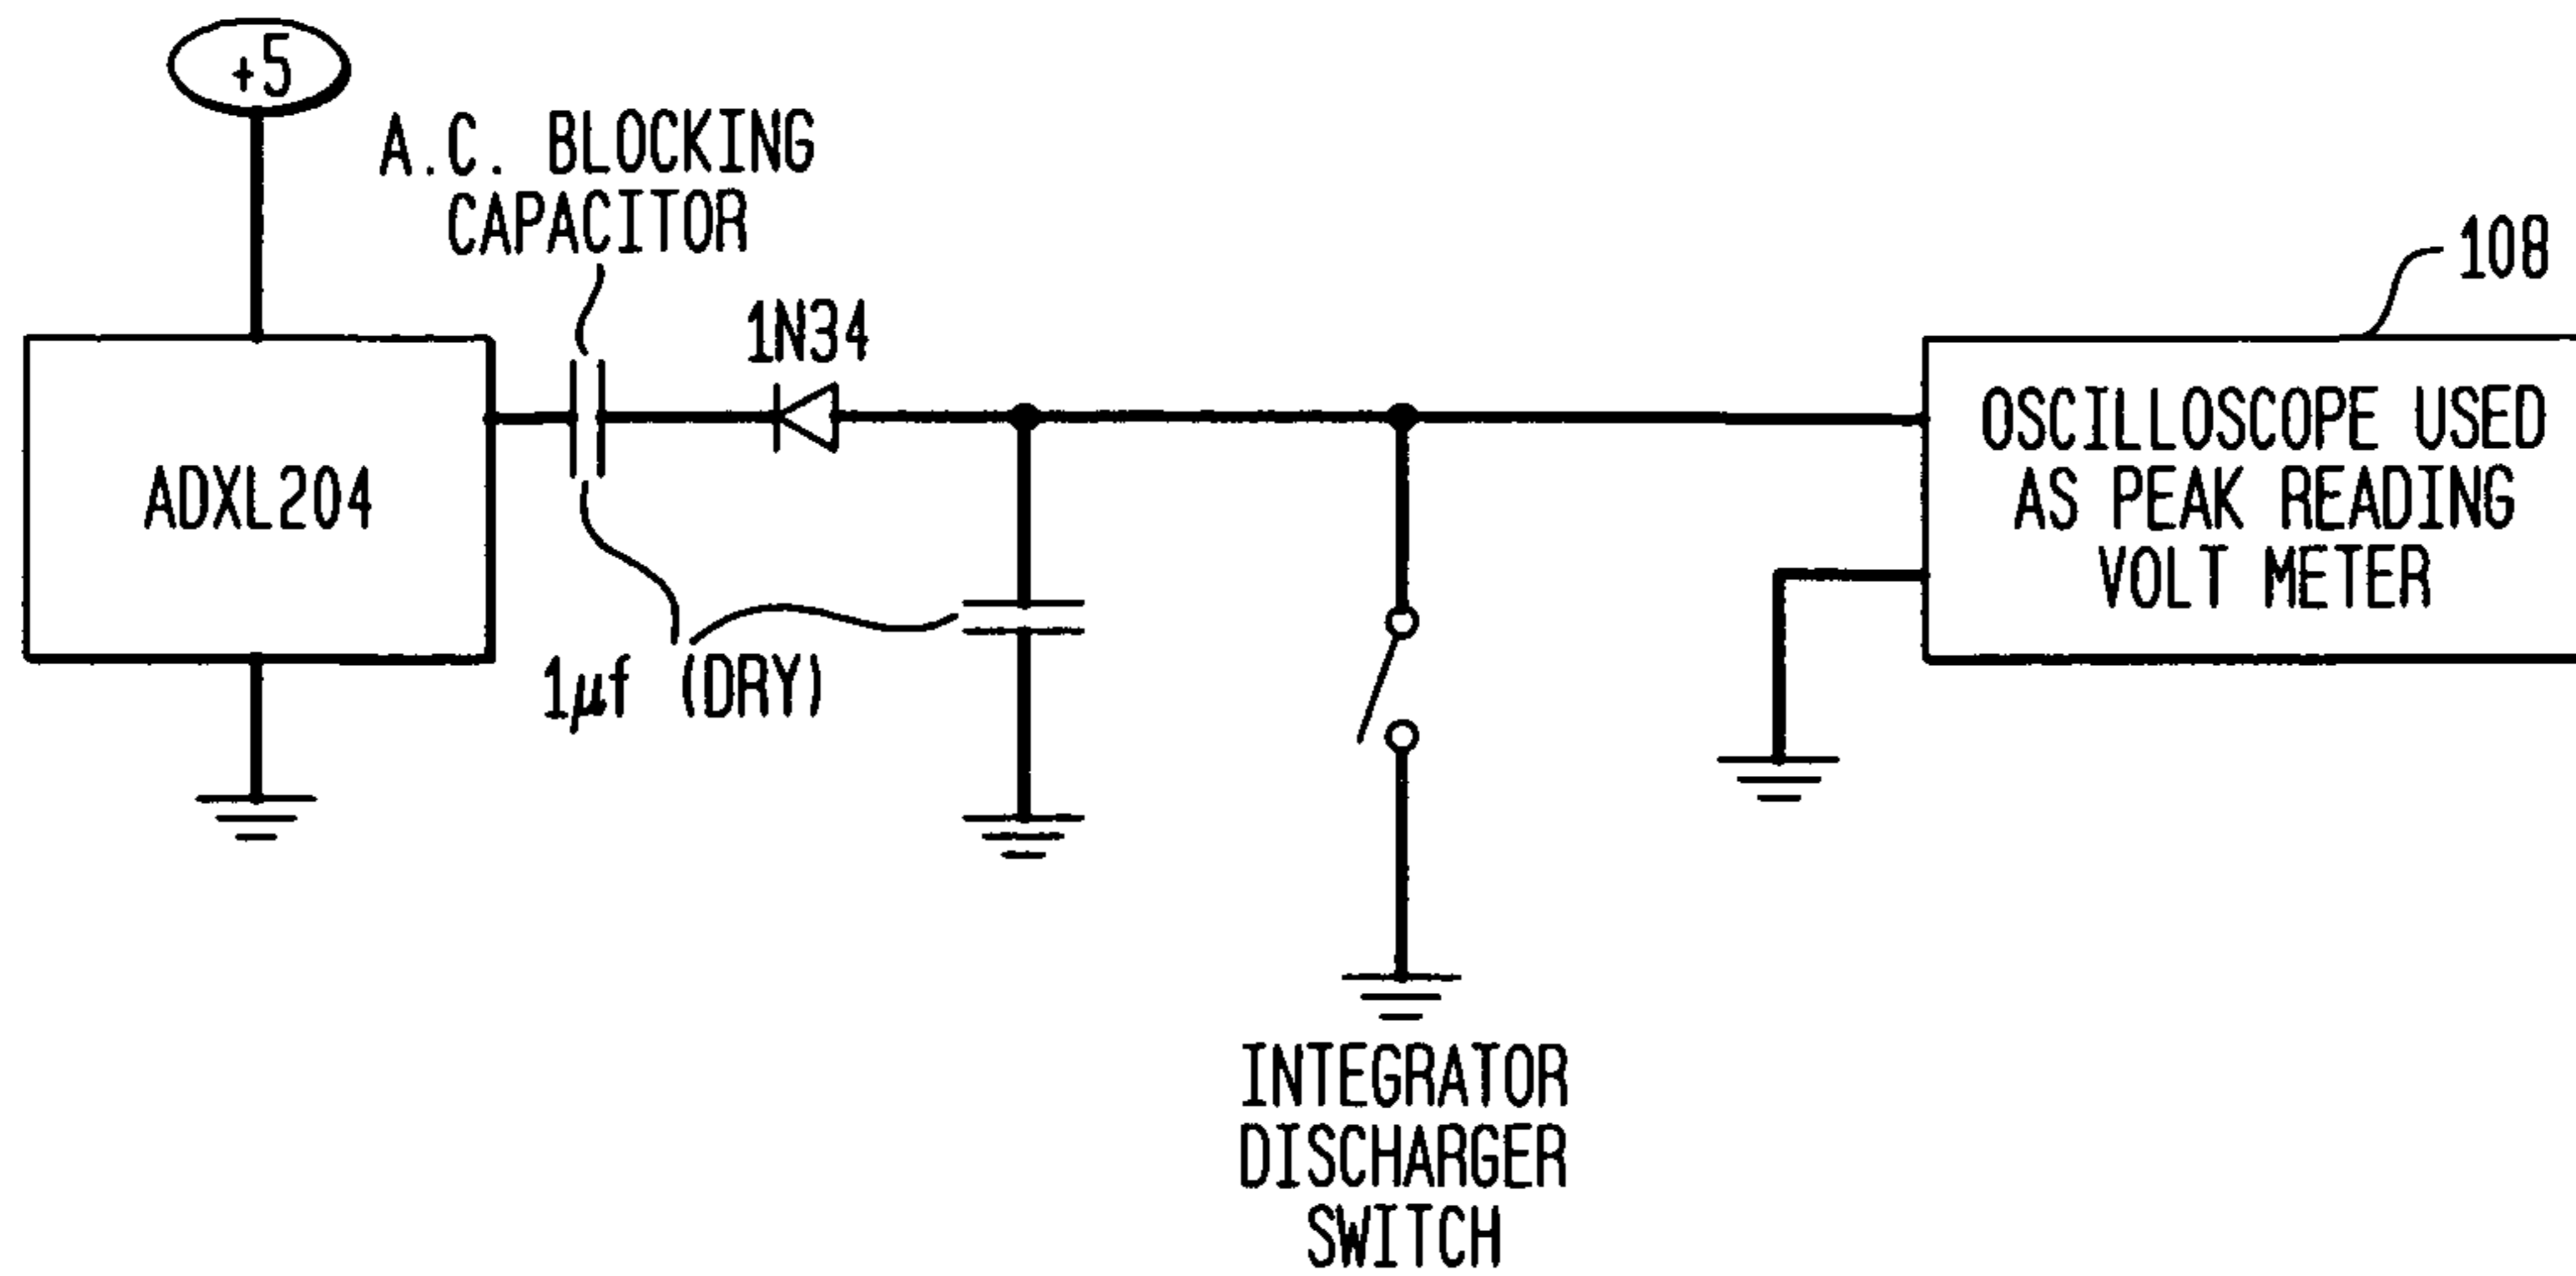 +5
A.C. BLOCKING
CAPACITOR
108
1N34
ADXL204
OSCILLOSCOPE USED
AS PEAK READING
VOLT METER
1μf (DRY)
INTEGRATOR
DISCHARGER
SWITCH